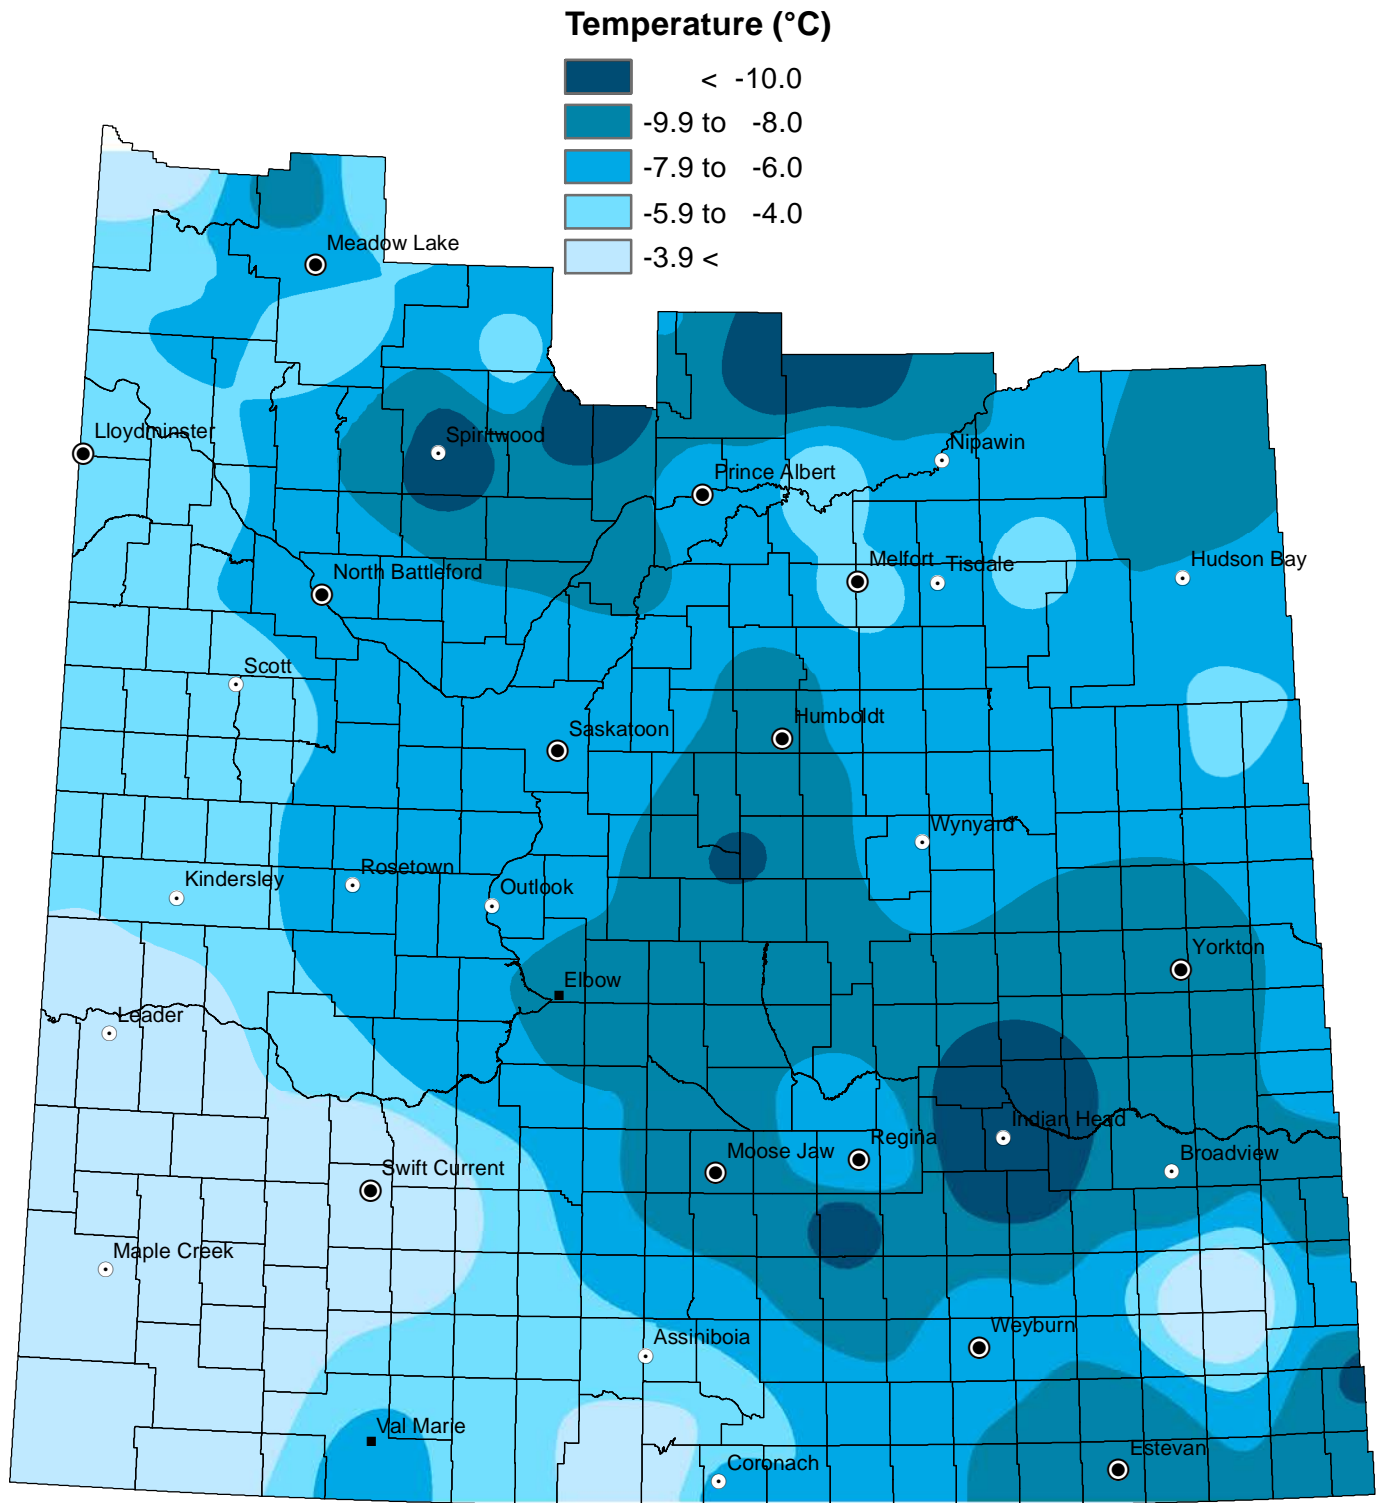 Temperature (°C)
< -10.0
-9.9 to -8.0
-7.9 to -6.0
-5.9 to -4.0
-3.9 <
Meadow Lake
Lloydminster
Spiritwood
Nipawin
Prince Albert
Melfort
Tisdale
Hudson Bay
North Battleford
Scott
Saskatoon
Humboldt
Wynyard
Kindersley
Rosetown
Outlook
Yorkton
Elbow
Leader
Indian Head
Regina
Moose Jaw
Broadview
Swift Current
Maple Creek
Weyburn
Assiniboia
Val Marie
Estevan
Coronach